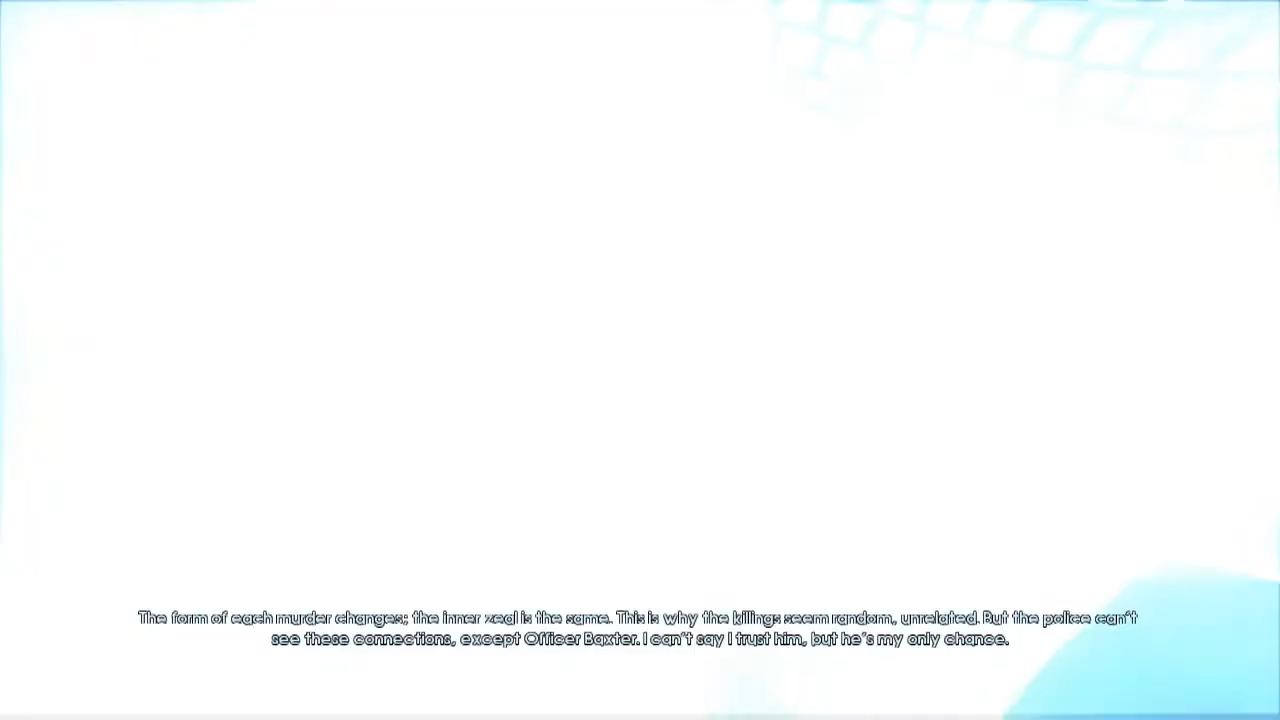 The form of each murder changes; the inner zeal is the same. This is why the killings seem random, unrelated. But the police can't
see these connections, except Officer Baxter. I can't say I trust him, but he's my only chance.